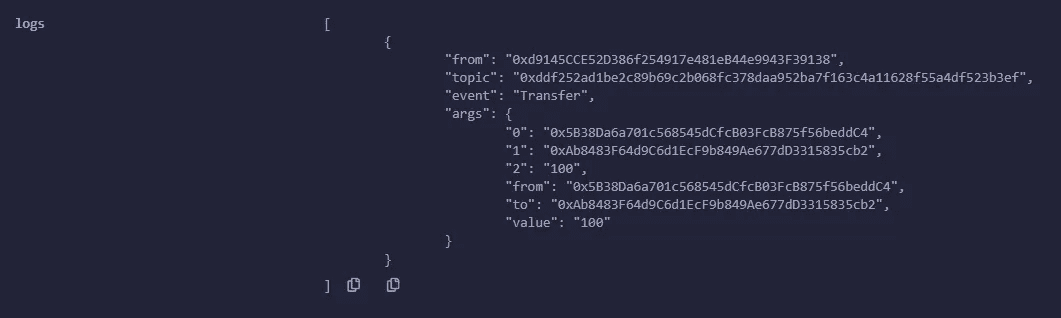 logs [
{
"from": "0xd9145CCE52D386f254917e481eB44e9943F39138",
"topic": "0xddf252ad1be2c89b69c2b068fc378daa952ba7f163c4a11628f55a4df523b3ef",
"event": "Transfer",
"args": {
"0": "0x5B38Da6a701c568545dCfcB03FcB875f56beddC4",
"1": "0xAb8483F64d9C6d1EcF9b849Ae677dD3315835cb2",
"2": "100",
"from": "0x5B38Da6a701c568545dCfcB03FcB875f56beddC4",
"to": "0xAb8483F64d9C6d1EcF9b849Ae677dD3315835cb2",
"value": "100"
}
}
]